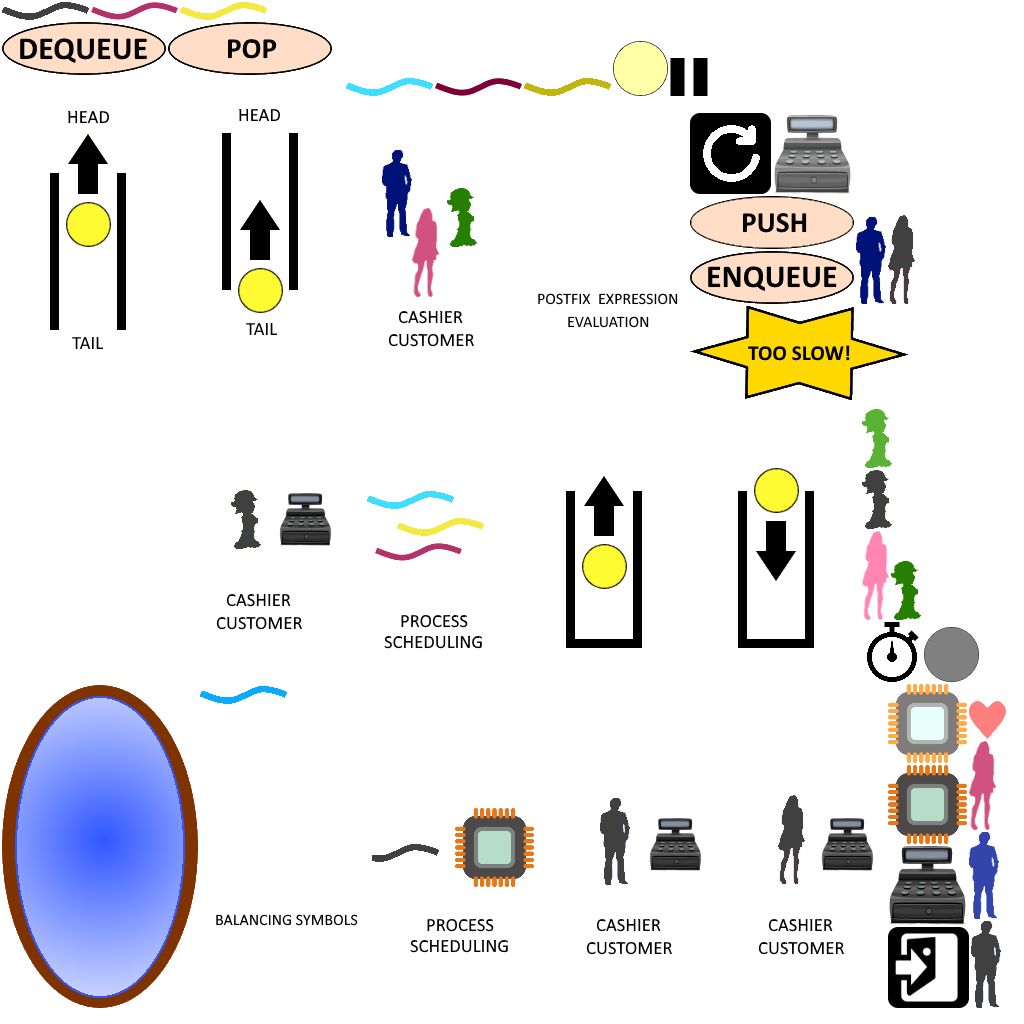 DEQUEUE
POP
HEAD
HEAD
PUSH
ENQUEUE
POSTFIX EXPRESSION
EVALUATION
CASHIER
CUSTOMER
TAIL
TAIL
TOO SLOW!
CASHIER
CUSTOMER
PROCESS
SCHEDULING
BALANCING SYMBOLS
PROCESS
SCHEDULING
CASHIER
CUSTOMER
CASHIER
CUSTOMER